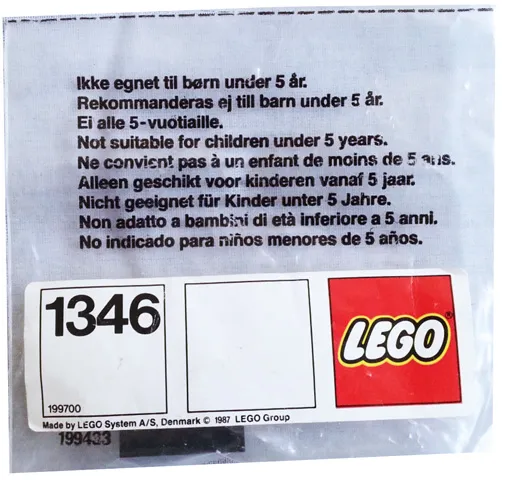 Ikke egnet til børn under 5 år.
Rekommanderas ej till barn under 5 år.
Ei alle 5-vuotiaille.
Not suitable for children under 5 years.
Ne convient pas à un enfant de moins de 5 ans.
Alleen geschikt voor kinderen vanaf 5 jaar.
Nicht geeignet für Kinder unter 5 Jahre.
Non adatto a bambini di età inferiore a 5 anni.
No indicado para niños menores de 5 años.
1346
LEGO®
199700
Made by LEGO System A/S, Denmark © 1987 LEGO Group
199433